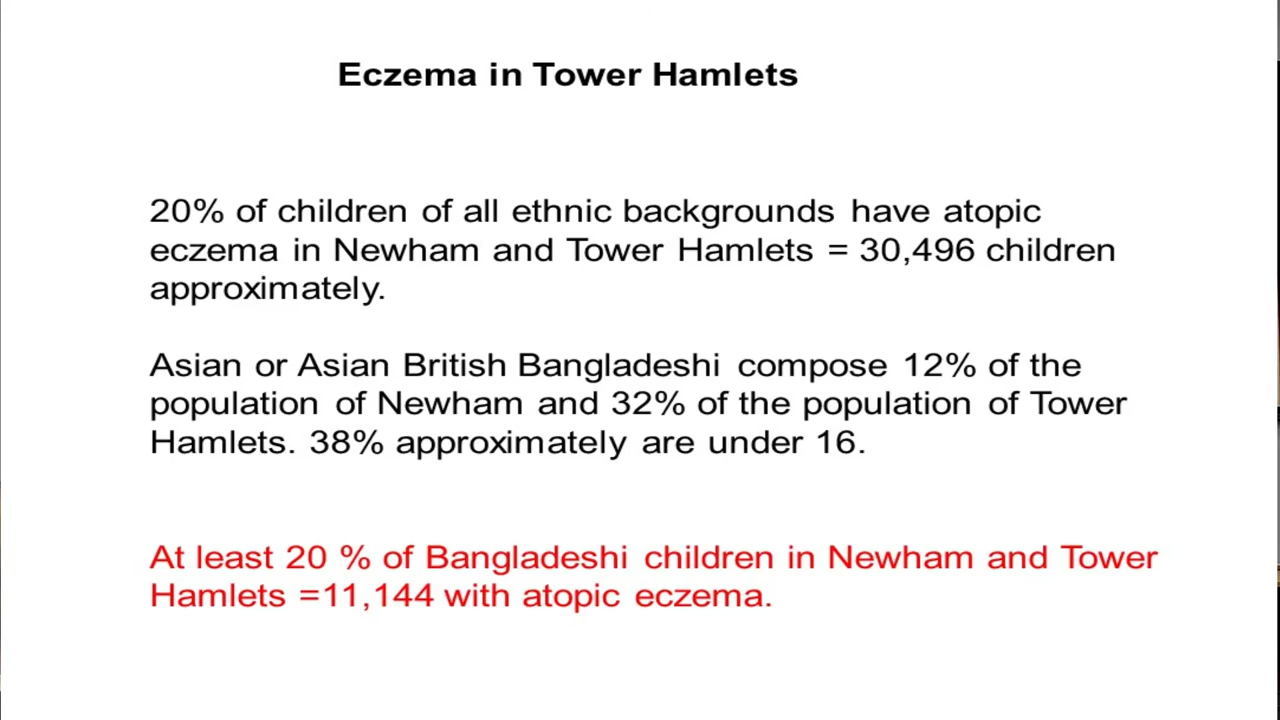 Eczema in Tower Hamlets
20% of children of all ethnic backgrounds have atopic
eczema in Newham and Tower Hamlets = 30,496 children
approximately.
Asian or Asian British Bangladeshi compose 12% of the
population of Newham and 32% of the population of Tower
Hamlets. 38% approximately are under 16.
At least 20 % of Bangladeshi children in Newham and Tower
Hamlets =11,144 with atopic eczema.